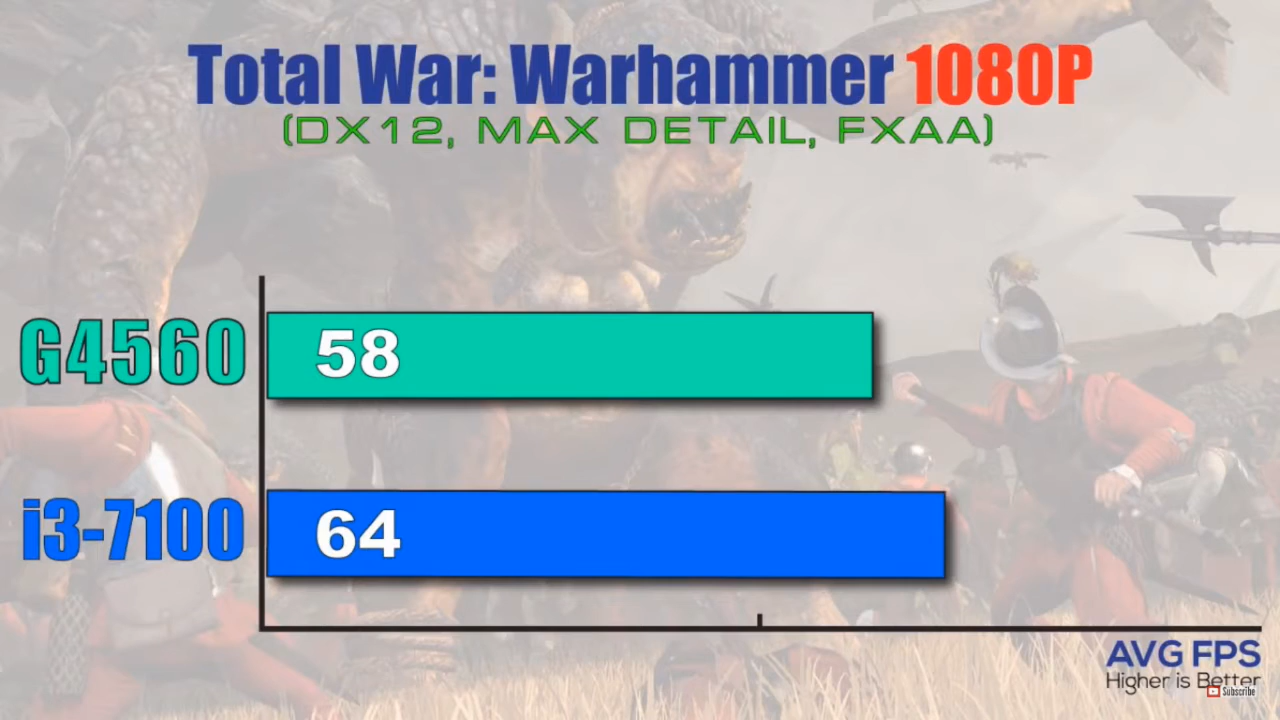 Total War: Warhammer 1080P
(DX12, MAX DETAIL, FXAA)
G4560 58
i3-7100 64
AVG FPS
Higher is Better
Subscribe